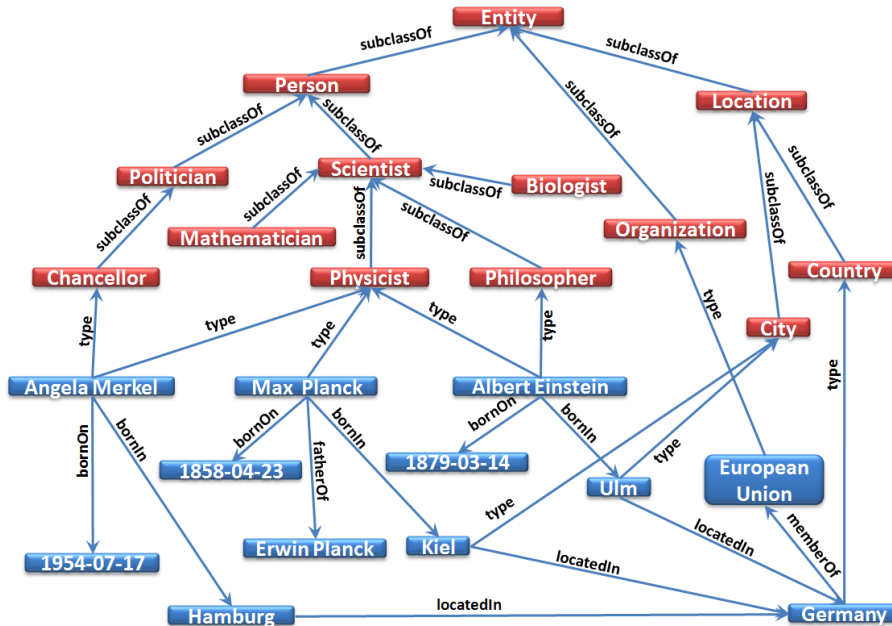 Entity
subclassOf
subclassOf
Person
Location
subclassOf
subclassOf
subclassOf
Politician
Scientist
Biologist
subclassOf
subclassOf
subclassOf
subclassOf
subclassOf
subclassOf
subclassOf
Mathematician
Organization
Chancellor
Physicist
Philosopher
Country
type
type
type
type
type
type
type
City
Angela Merkel
Max Planck
Albert Einstein
bornOn
bornIn
bornOn
fatherOf
bornIn
bornOn
bornIn
type
1858-04-23
1879-03-14
Ulm
European
Union
type
1954-07-17
Erwin Planck
Kiel
locatedIn
locatedIn
memberOf
Hamburg
locatedIn
Germany